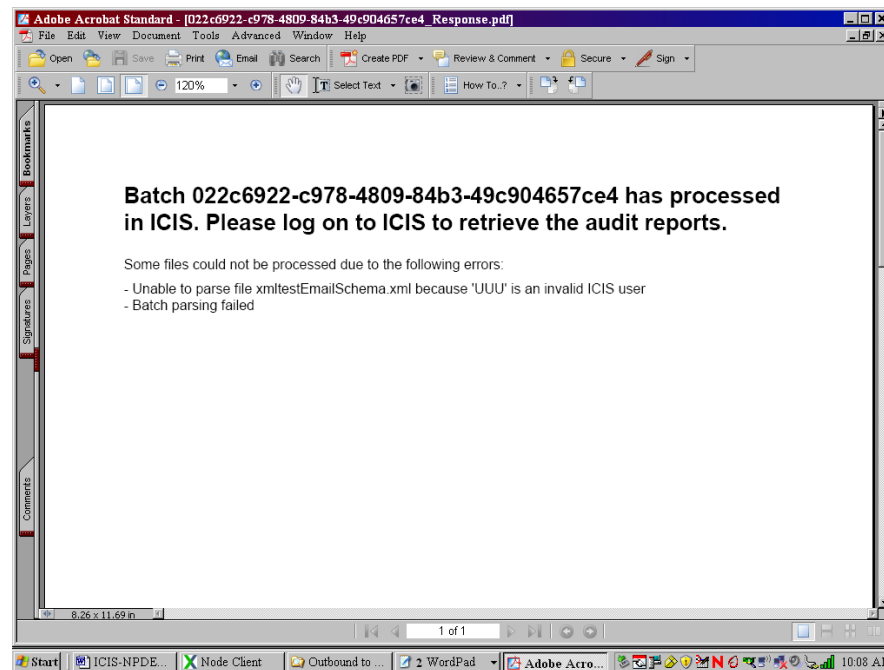 Adobe Acrobat Standard - [022c6922-c978-4809-84b3-49c904657ce4_Response.pdf]
File Edit View Document Tools Advanced Window Help
Open Save Print Email Search Create PDF Review & Comment Secure Sign
120% Select Text How To..?
Bookmarks
Layers
Pages
Signatures
Comments
Batch 022c6922-c978-4809-84b3-49c904657ce4 has processed
in ICIS. Please log on to ICIS to retrieve the audit reports.
Some files could not be processed due to the following errors:
- Unable to parse file xmltestEmailSchema.xml because 'UUU' is an invalid ICIS user
- Batch parsing failed
8.26 x 11.69 in
1 of 1
Start ICIS-NPDE... Node Client Outbound to ... 2 WordPad Adobe Acro... 10:08 A